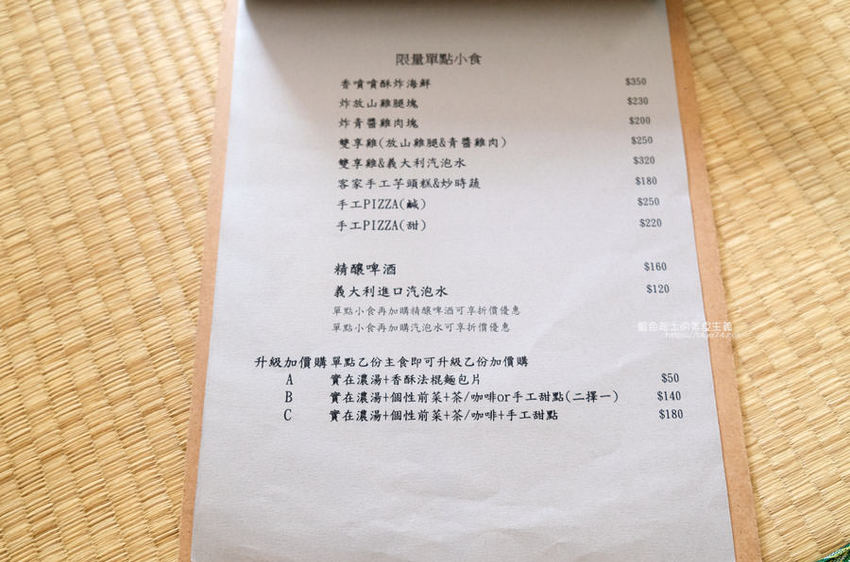 限量單點小食
香噴噴酥炸海鮮 $350
炸放山雞腿塊 $230
炸青醬雞肉塊 $200
雙享雞(放山雞腿&青醬雞肉) $250
雙享雞&義大利汽泡水 $320
客家手工芋頭糕&炒時蔬 $180
手工PIZZA(鹹) $250
手工PIZZA(甜) $220
精釀啤酒 $160
義大利進口汽泡水 $120
單點小食再加購精釀啤酒可享折價優惠
單點小食再加購汽泡水可享折價優惠
升級加價購 單點乙份主食即可升級乙份加價購
A 實在濃湯+香酥法棍麵包片 $50
B 實在濃湯+個性前菜+茶/咖啡or手工甜點(二擇一) $140
C 實在濃湯+個性前菜+茶/咖啡+手工甜點 $180